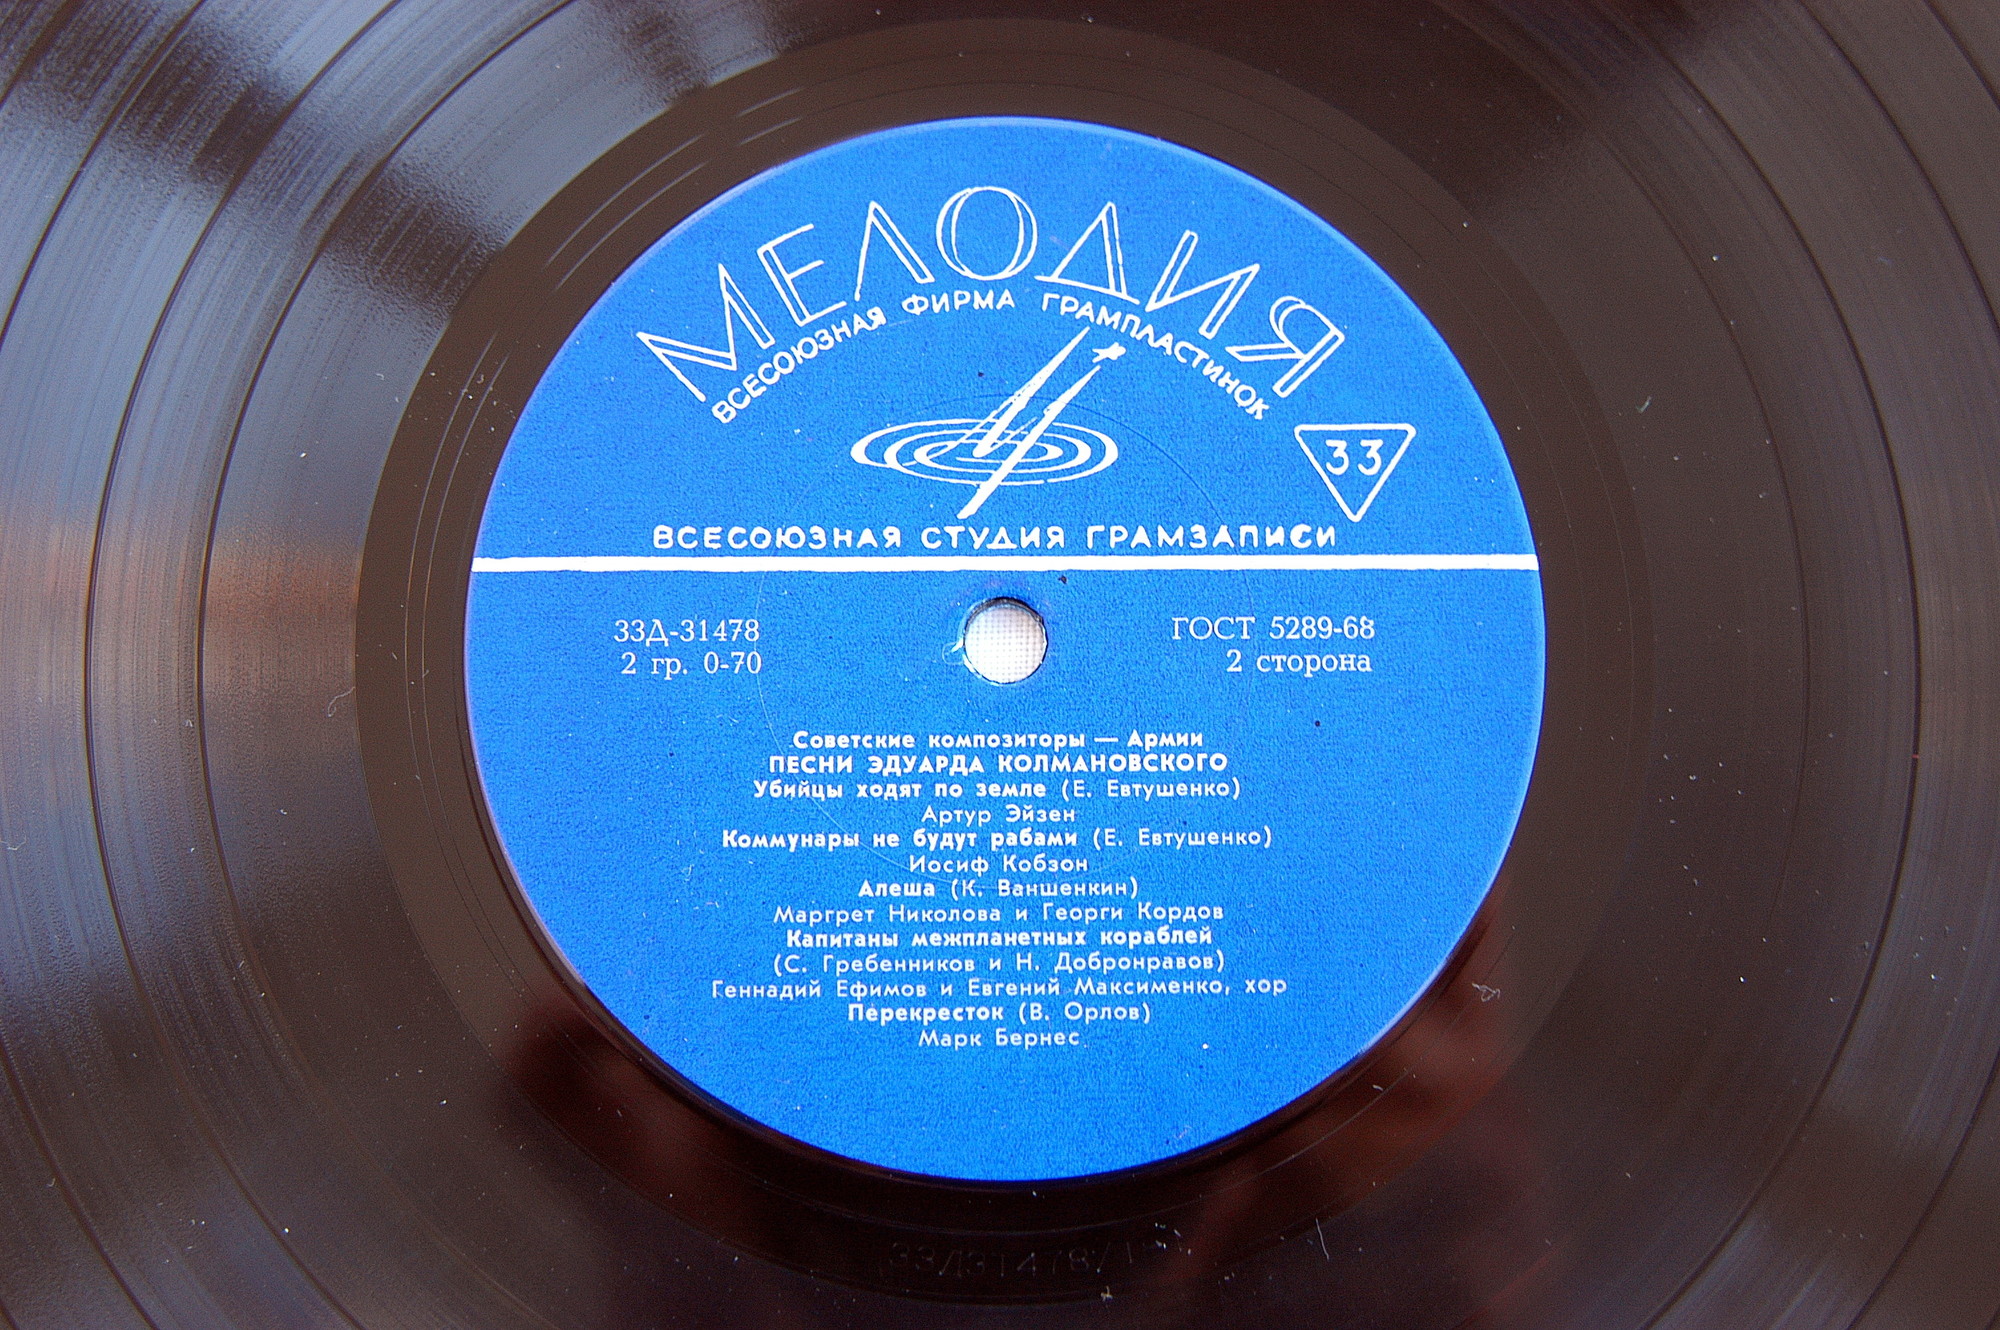 МЕЛОДИЯ
ВСЕСОЮЗНАЯ ФИРМА ГРАМПЛАСТИНОК
33
ВСЕСОЮЗНАЯ СТУДИЯ ГРАМЗАПИСИ
33Д-31478
2 гр. 0-70
ГОСТ 5289-68
2 сторона
Советские композиторы — Армии
ПЕСНИ ЭДУАРДА КОЛМАНОВСКОГО
Убийцы ходят по земле (Е. Евтушенко)
Артур Эйзен
Коммунары не будут рабами (Е. Евтушенко)
Иосиф Кобзон
Алеша (К. Ваншенкин)
Маргрет Николова и Георги Кордов
Капитаны межпланетных кораблей
(С. Гребенников и Н. Добронравов)
Геннадий Ефимов и Евгений Максименко, хор
Перекресток (В. Орлов)
Марк Бернес